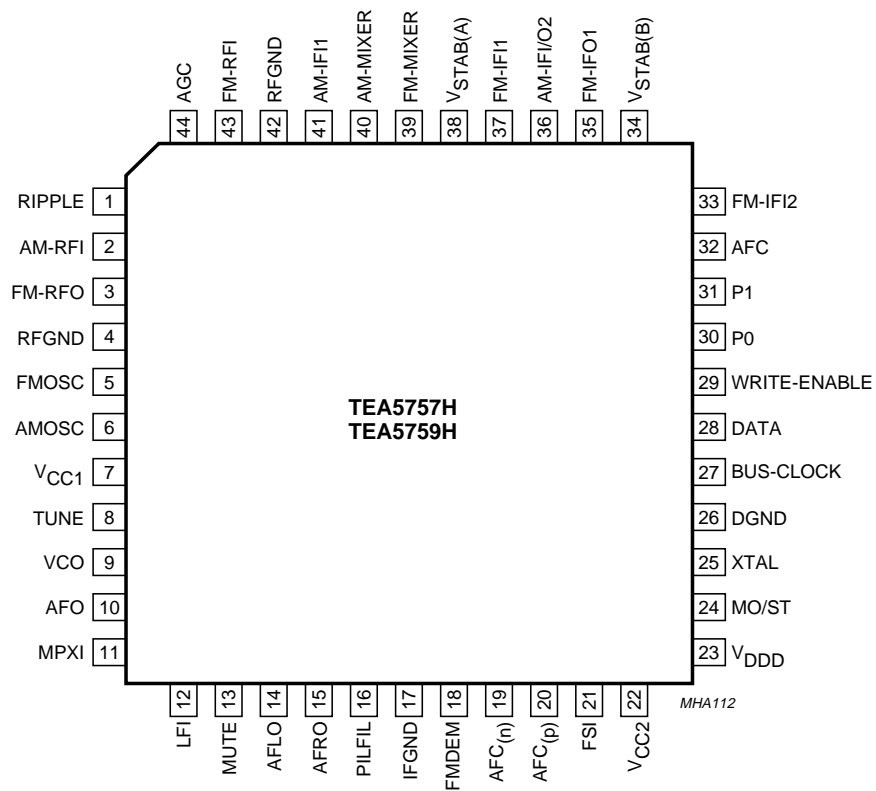 AGC
FM-RFI
RFGND
AM-IFI1
AM-MIXER
FM-MIXER
VSTAB(A)
FM-IFI1
AM-IFI/O2
FM-IFO1
VSTAB(B)
44
43
42
41
40
39
38
37
36
35
34
RIPPLE 1
AM-RFI 2
FM-RFO 3
RFGND 4
FMOSC 5
AMOSC 6
VCC1 7
TUNE 8
VCO 9
AFO 10
MPXI 11
TEA5757H
TEA5759H
33 FM-IFI2
32 AFC
31 P1
30 P0
29 WRITE-ENABLE
28 DATA
27 BUS-CLOCK
26 DGND
25 XTAL
24 MO/ST
23 VDDD
12
13
14
15
16
17
18
19
20
21
22
LFI
MUTE
AFLO
AFRO
PILFIL
IFGND
FMDEM
AFC(n)
AFC(p)
FSI
VCC2
MHA112